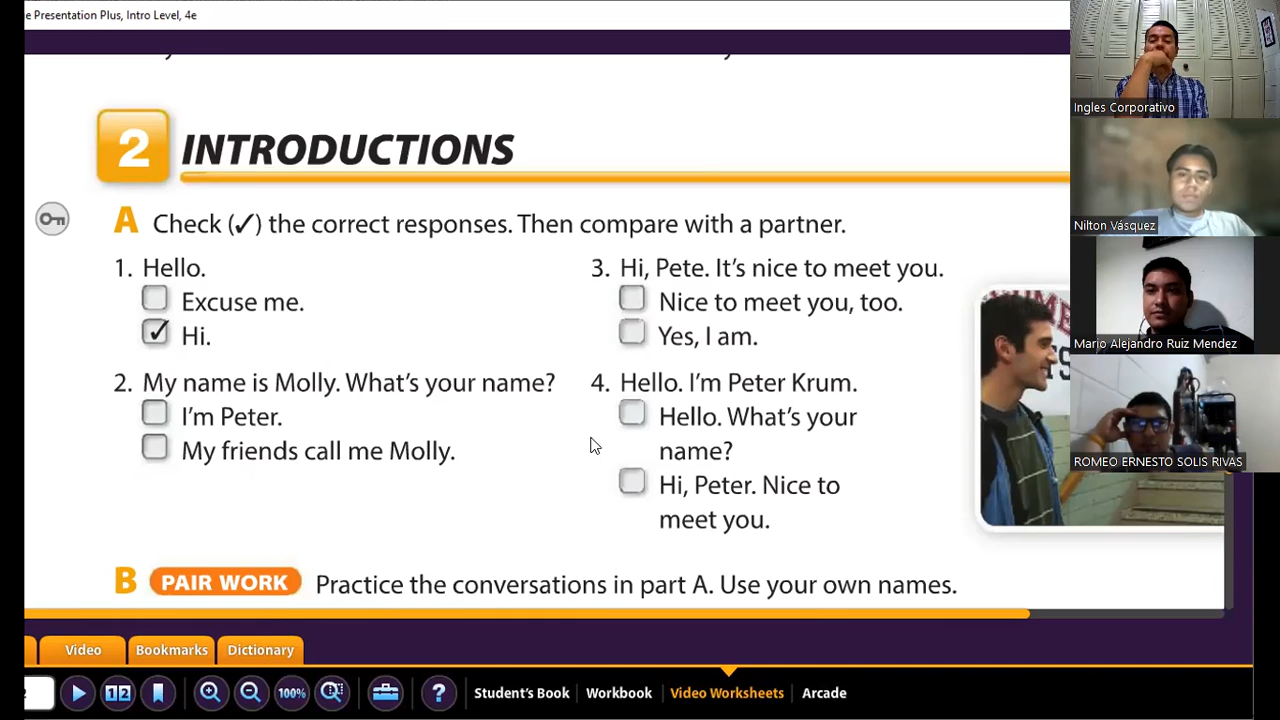 e Presentation Plus, Intro Level, 4e
2 INTRODUCTIONS
A Check (✓) the correct responses. Then compare with a partner.
1. Hello.
Excuse me.
✓ Hi.
2. My name is Molly. What's your name?
I'm Peter.
My friends call me Molly.
3. Hi, Pete. It's nice to meet you.
Nice to meet you, too.
Yes, I am.
4. Hello. I'm Peter Krum.
Hello. What's your
name?
Hi, Peter. Nice to
meet you.
B PAIR WORK Practice the conversations in part A. Use your own names.
Video Bookmarks Dictionary
12 100% ? Student's Book Workbook Video Worksheets Arcade
Ingles Corporativo
Nilton Vásquez
Mario Alejandro Ruiz Mendez
ROMEO ERNESTO SOLIS RIVAS